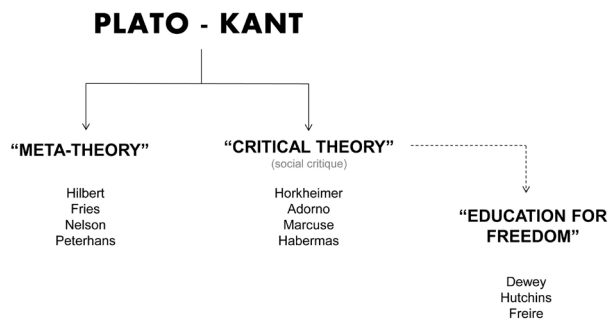 PLATO - KANT
“META-THEORY”
Hilbert
Fries
Nelson
Peterhans
“CRITICAL THEORY”
(social critique)
Horkheimer
Adorno
Marcuse
Habermas
“EDUCATION FOR
FREEDOM”
Dewey
Hutchins
Freire